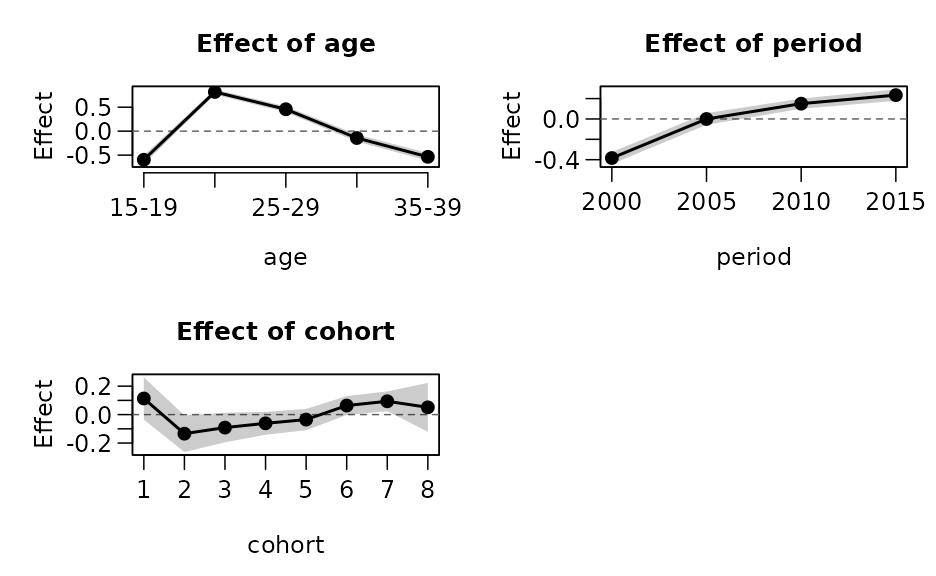 Effect of age
Effect
0.5
0.0
-0.5
15-19 25-29 35-39
age
Effect of period
Effect
0.0
-0.4
2000 2005 2010 2015
period
Effect of cohort
Effect
0.2
0.0
-0.2
1 2 3 4 5 6 7 8
cohort